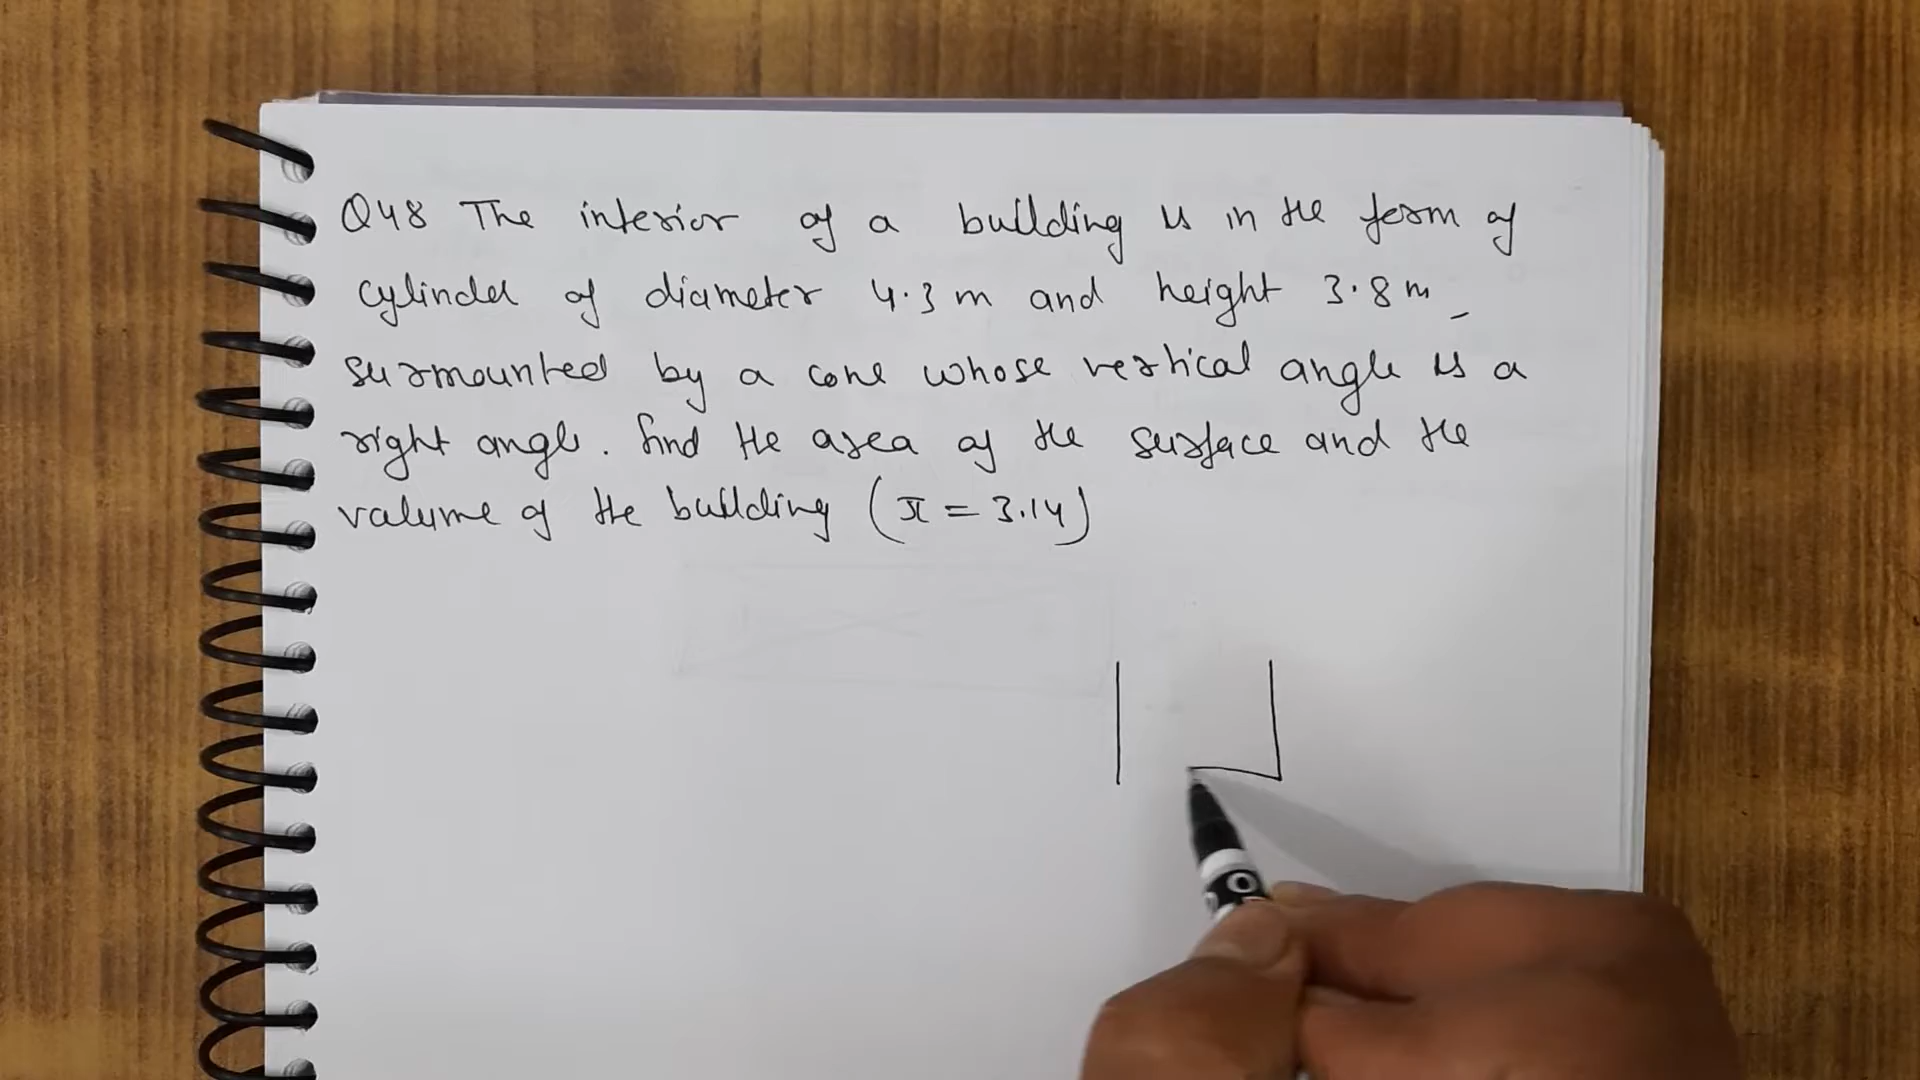 Q48 The interior of a building is in the form of
cylinder of diameter 4.3 m and height 3.8 m,
surmounted by a cone whose vertical angle is a
right angle. find the area of the surface and the
valume of the building (π = 3.14)